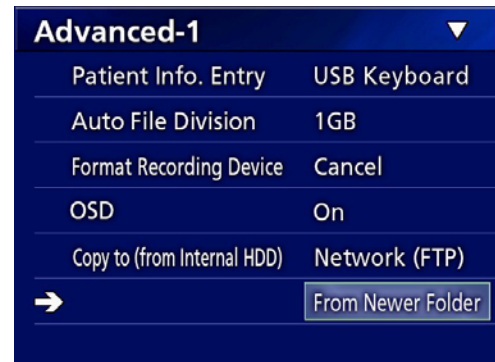 Advanced-1 ▼
Patient Info. Entry USB Keyboard
Auto File Division 1GB
Format Recording Device Cancel
OSD On
Copy to (from Internal HDD) Network (FTP)
➔ From Newer Folder